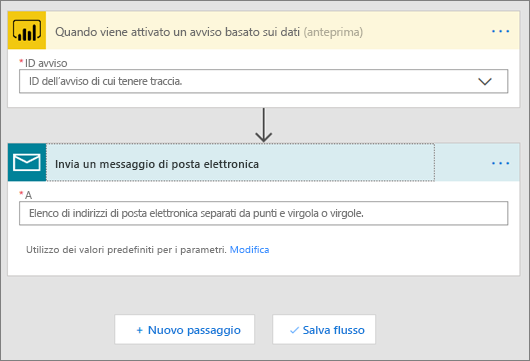 Quando viene attivato un avviso basato sui dati (anteprima)
* ID avviso
ID dell'avviso di cui tenere traccia.
Invia un messaggio di posta elettronica
* A
Elenco di indirizzi di posta elettronica separati da punti e virgola o virgole.
Utilizzo dei valori predefiniti per i parametri. Modifica
+ Nuovo passaggio
Salva flusso